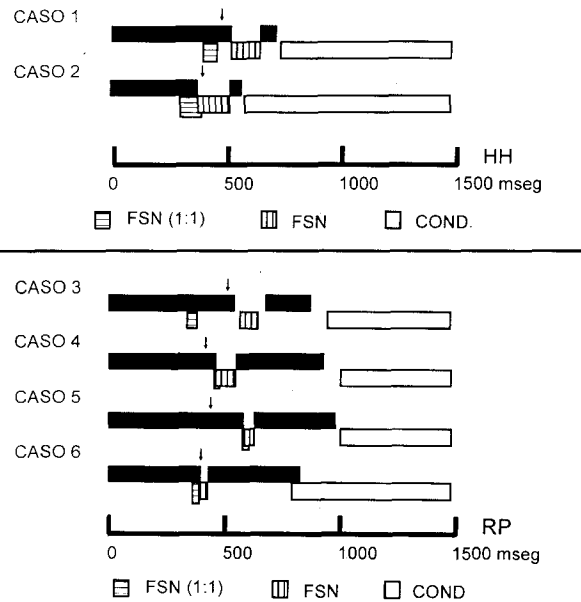 CASO 1
CASO 2
HH
0 500 1000 1500 mseg
FSN (1:1) FSN COND.
CASO 3
CASO 4
CASO 5
CASO 6
RP
0 500 1000 1500 mseg
FSN (1:1) FSN COND